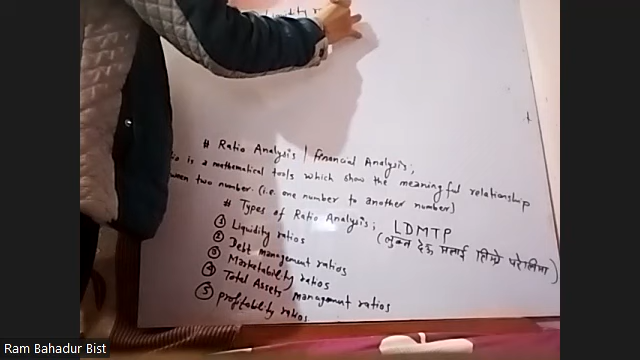 # Ratio Analysis | Financial Analysis;
is a mathematical tools which show the meaningful relationship
two number. (i.e. one number to another number)
# Types of Ratio Analysis; LDMTP
① Liquidity ratios
② Debt management ratios
③ Marketability ratios
④ Total Assets management ratios
⑤ profitability ratios.
Ram Bahadur Bist